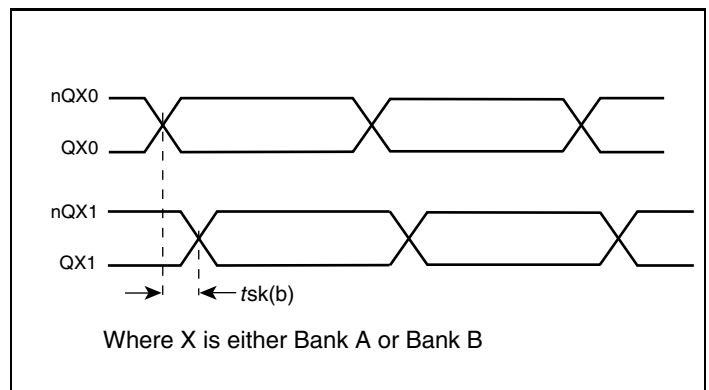 nQX0
QX0
nQX1
QX1
tsk(b)
Where X is either Bank A or Bank B